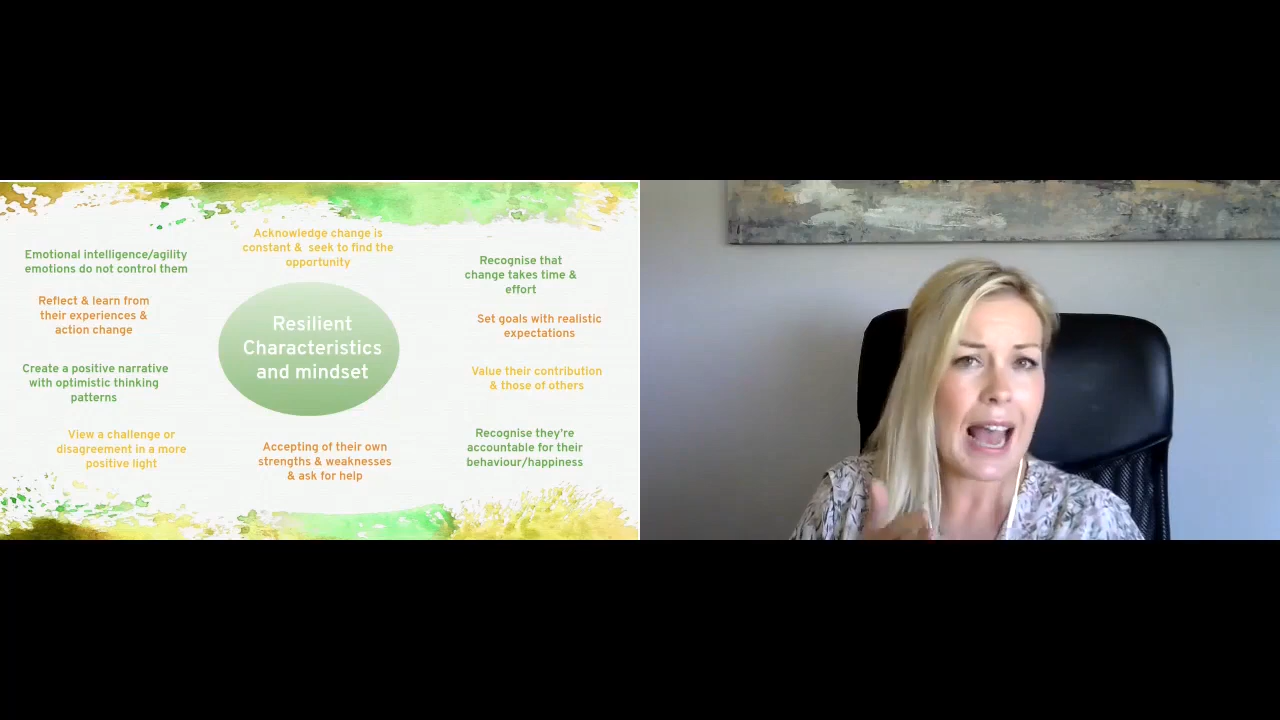 Acknowledge change is
constant & seek to find the
opportunity
Emotional intelligence/agility
emotions do not control them
Recognise that
change takes time &
effort
Reflect & learn from
their experiences &
action change
Resilient
Characteristics
and mindset
Set goals with realistic
expectations
Create a positive narrative
with optimistic thinking
patterns
Value their contribution
& those of others
View a challenge or
disagreement in a more
positive light
Accepting of their own
strengths & weaknesses
& ask for help
Recognise they're
accountable for their
behaviour/happiness